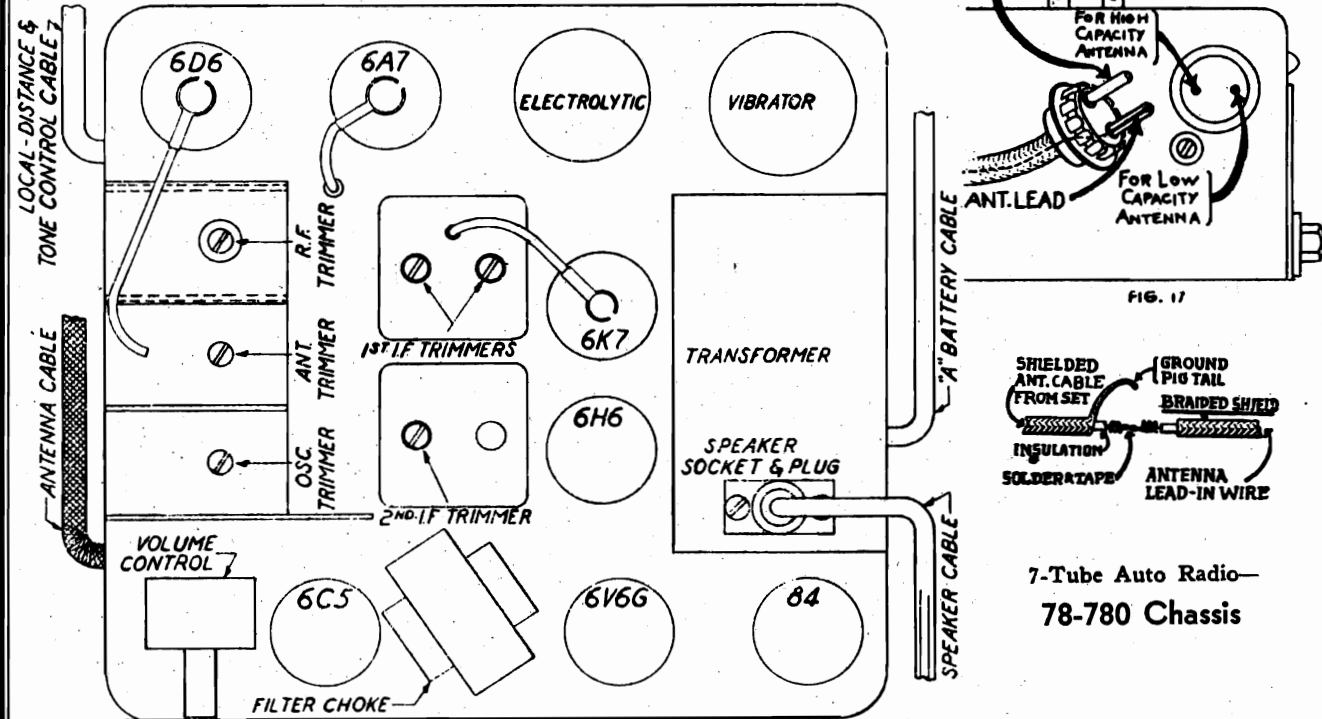 LOCAL-DISTANCE &
TONE CONTROL CABLE
ANTENNA CABLE
6D6
6A7
ELECTROLYTIC
VIBRATOR
R.F.
TRIMMER
ANT.
TRIMMER
OSC.
TRIMMER
1ST I.F TRIMMERS
2ND I.F TRIMMER
6K7
6H6
TRANSFORMER
SPEAKER
SOCKET & PLUG
VOLUME
CONTROL
6C5
FILTER CHOKE
6V6G
84
"A" BATTERY CABLE
SPEAKER CABLE
FOR HIGH
CAPACITY
ANTENNA
ANT. LEAD
FOR LOW
CAPACITY
ANTENNA
FIG. 17
SHIELDED
ANT. CABLE
FROM SET
GROUND
PIG TAIL
BRAIDED SHIELD
INSULATION
SOLDER & TAPE
ANTENNA
LEAD-IN WIRE
7-Tube Auto Radio—
78-780 Chassis